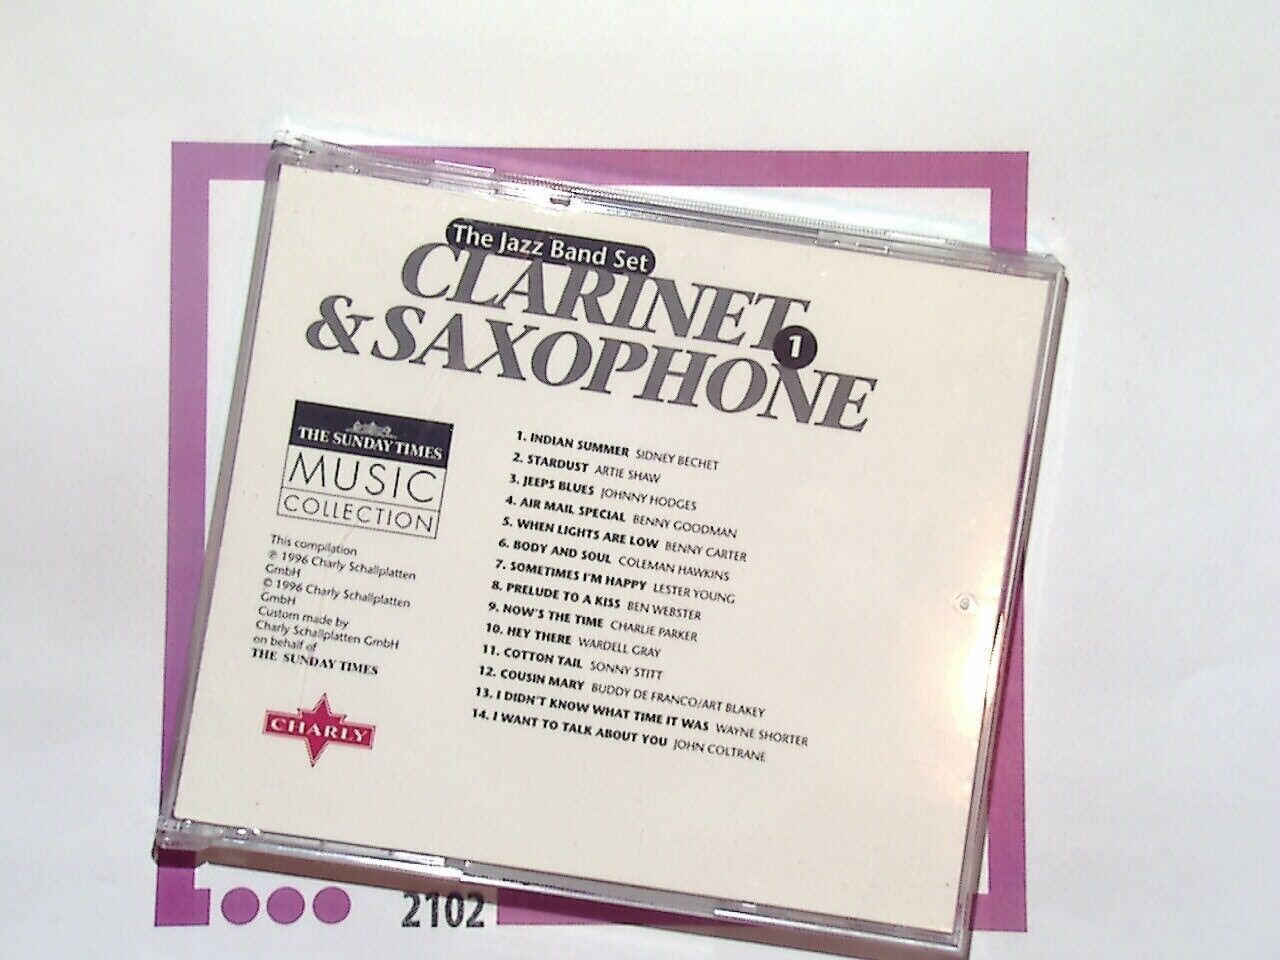 The Jazz Band Set
CLARINET
& SAXOPHONE
1
THE SUNDAY TIMES
MUSIC
COLLECTION
This compilation
℗ 1996 Charly Schallplatten
GmbH
© 1996 Charly Schallplatten
GmbH
Custom made by
Charly Schallplatten GmbH
on behalf of
THE SUNDAY TIMES
CHARLY
1. INDIAN SUMMER SIDNEY BECHET
2. STARDUST ARTIE SHAW
3. JEEPS BLUES JOHNNY HODGES
4. AIR MAIL SPECIAL BENNY GOODMAN
5. WHEN LIGHTS ARE LOW BENNY CARTER
6. BODY AND SOUL COLEMAN HAWKINS
7. SOMETIMES I'M HAPPY LESTER YOUNG
8. PRELUDE TO A KISS BEN WEBSTER
9. NOW'S THE TIME CHARLIE PARKER
10. HEY THERE WARDELL GRAY
11. COTTON TAIL SONNY STITT
12. COUSIN MARY BUDDY DE FRANCO/ART BLAKEY
13. I DIDN'T KNOW WHAT TIME IT WAS WAYNE SHORTER
14. I WANT TO TALK ABOUT YOU JOHN COLTRANE
2102